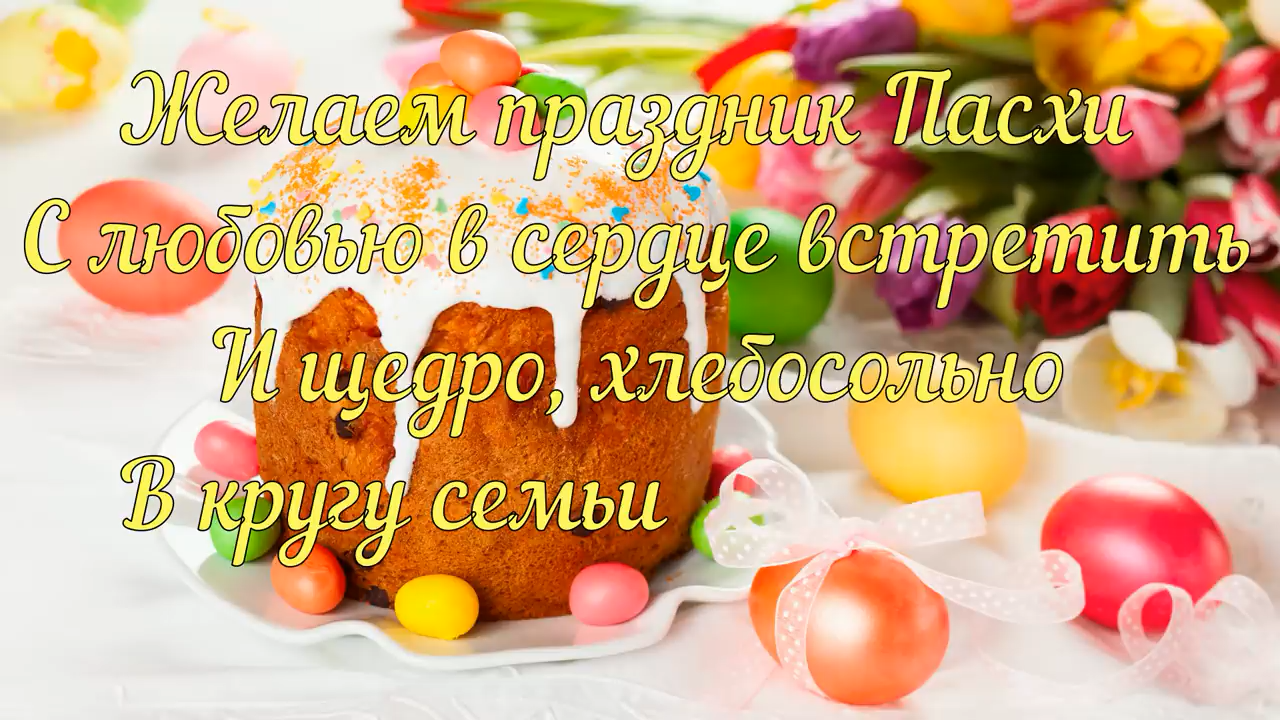 Желаем праздник Пасхи
С любовью в сердце встретить
И щедро, хлебосольно
В кругу семьи